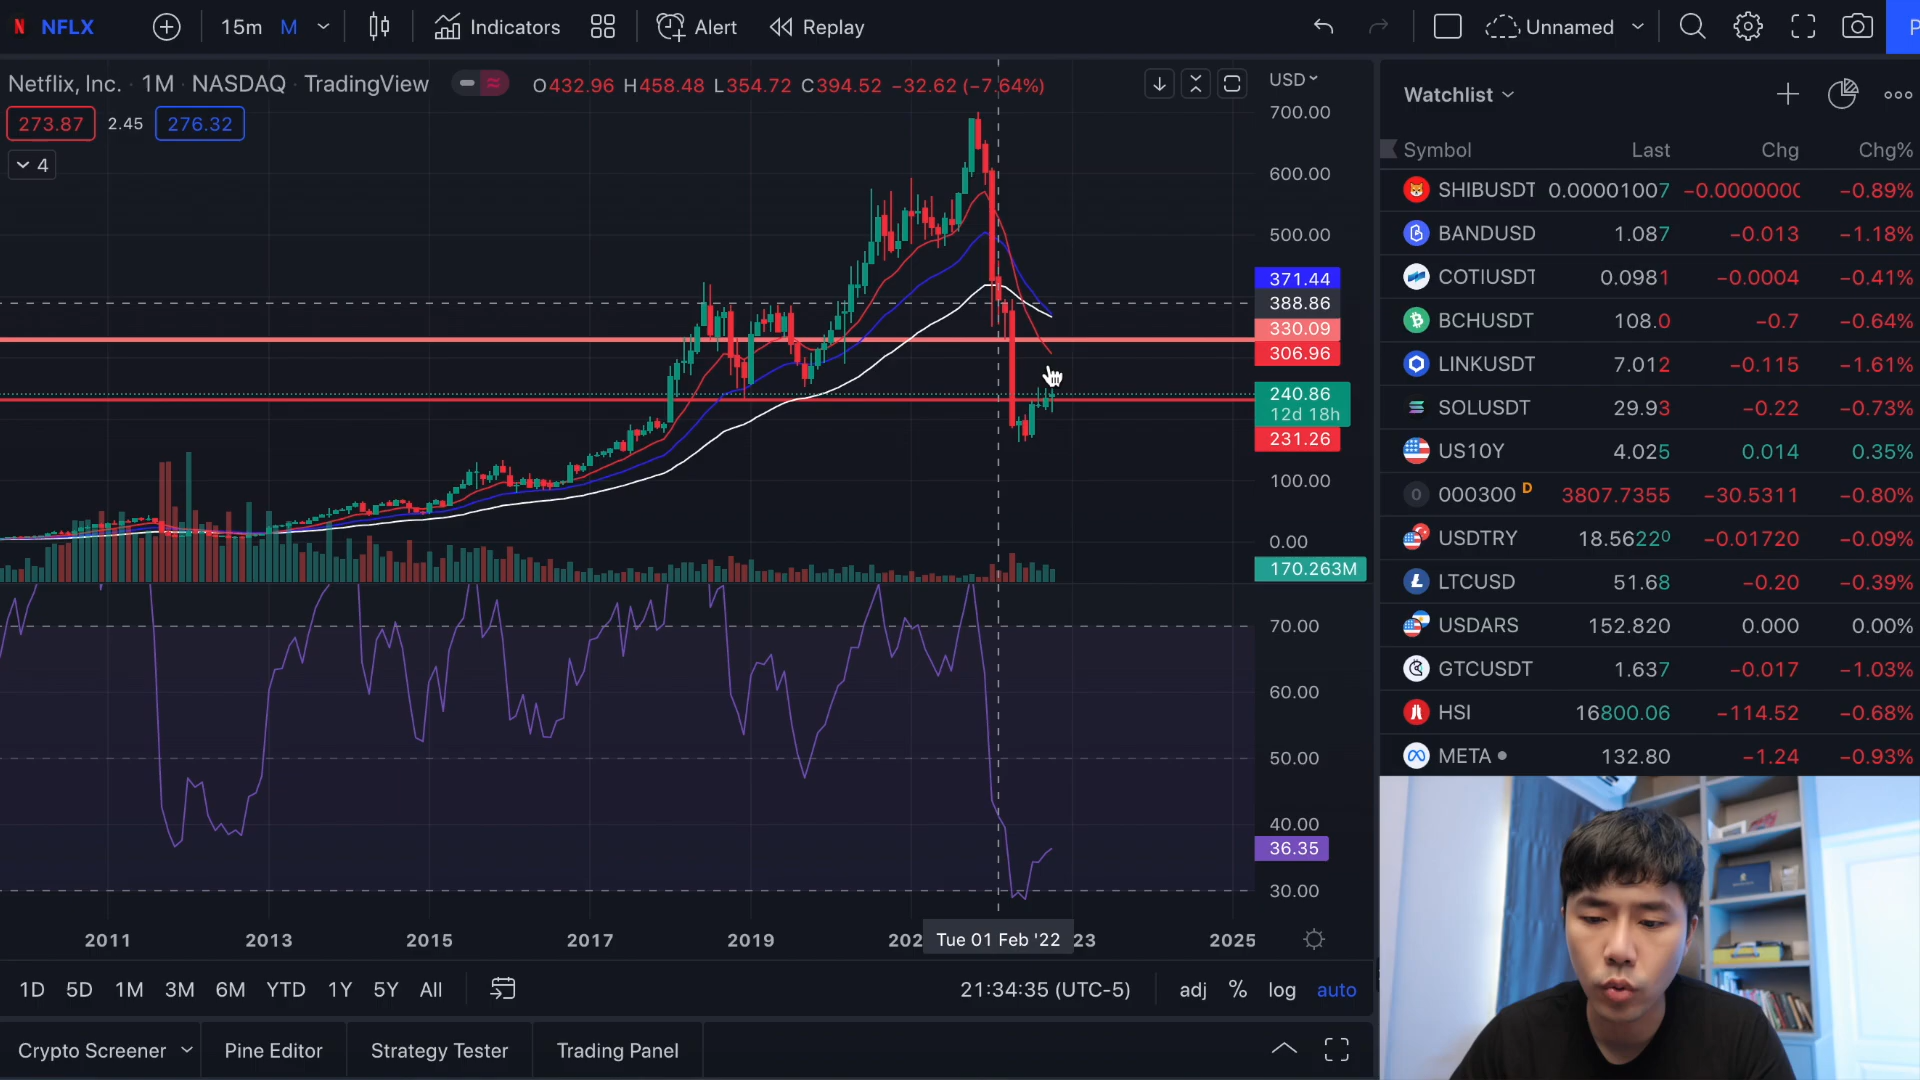 NFLX 15m M Indicators Alert Replay Unnamed P
Netflix, Inc. · 1M · NASDAQ · TradingView O432.96 H458.48 L354.72 C394.52 −32.62 (−7.64%) USD
273.87 2.45 276.32
4
700.00
600.00
500.00
371.44
388.86
330.09
306.96
240.86
12d 18h
231.26
100.00
0.00
170.263M
70.00
60.00
50.00
40.00
36.35
30.00
2011 2013 2015 2017 2019 202 Tue 01 Feb '22 23 2025
1D 5D 1M 3M 6M YTD 1Y 5Y All 21:34:35 (UTC-5) adj % log auto
Crypto Screener Pine Editor Strategy Tester Trading Panel
Watchlist
Symbol Last Chg Chg%
SHIBUSDT 0.00001007 −0.0000000 −0.89%
BANDUSD 1.087 −0.013 −1.18%
COTIUSDT 0.0981 −0.0004 −0.41%
BCHUSDT 108.0 −0.7 −0.64%
LINKUSDT 7.012 −0.115 −1.61%
SOLUSDT 29.93 −0.22 −0.73%
US10Y 4.025 0.014 0.35%
0 000300 D 3807.7355 −30.5311 −0.80%
USDTRY 18.5622⁰ −0.01720 −0.09%
LTCUSD 51.68 −0.20 −0.39%
USDARS 152.820 0.000 0.00%
GTCUSDT 1.637 −0.017 −1.03%
HSI 16800.06 −114.52 −0.68%
META 132.80 −1.24 −0.93%